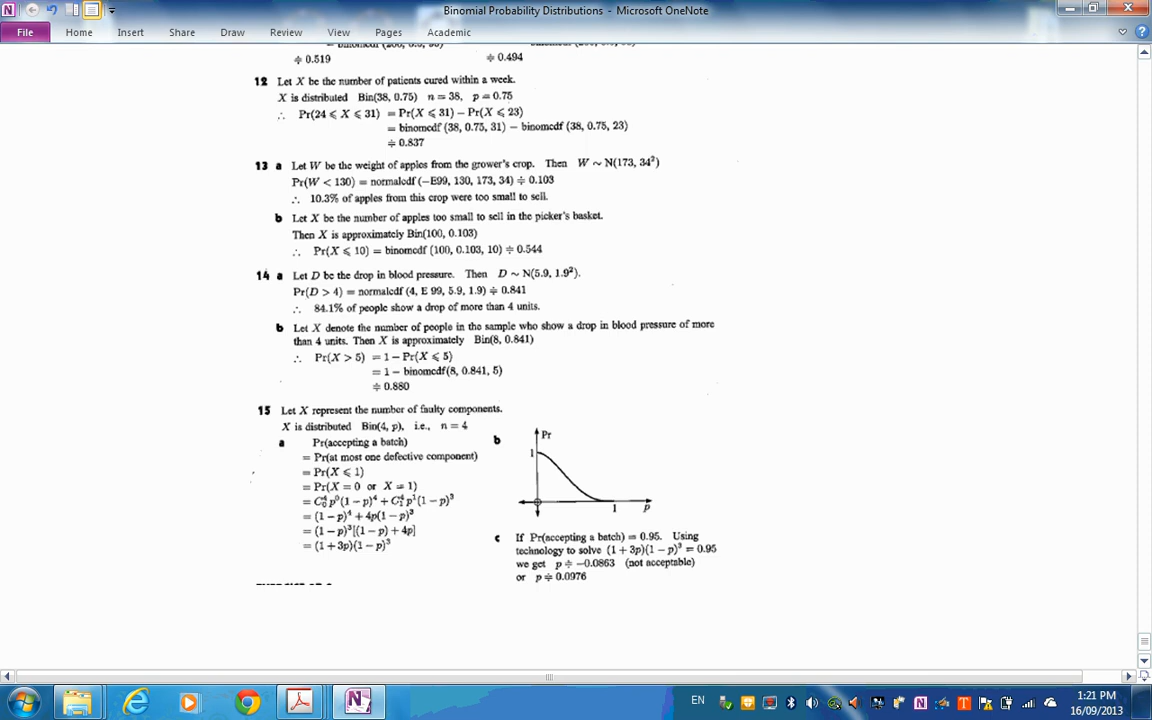 Binomial Probability Distributions - Microsoft OneNote
File Home Insert Share Draw Review View Pages Academic
≑ 0.519 ≑ 0.494
12 Let X be the number of patients cured within a week.
X is distributed Bin(38, 0.75) n = 38, p = 0.75
∴ Pr(24 ⩽ X ⩽ 31) = Pr(X ⩽ 31) − Pr(X ⩽ 23)
= binomcdf (38, 0.75, 31) − binomcdf (38, 0.75, 23)
≑ 0.837
13 a Let W be the weight of apples from the grower's crop. Then W ~ N(173, 34²)
Pr(W < 130) = normalcdf (−E99, 130, 173, 34) ≑ 0.103
∴ 10.3% of apples from this crop were too small to sell.
b Let X be the number of apples too small to sell in the picker's basket.
Then X is approximately Bin(100, 0.103)
∴ Pr(X ⩽ 10) = binomcdf (100, 0.103, 10) ≑ 0.544
14 a Let D be the drop in blood pressure. Then D ~ N(5.9, 1.9²).
Pr(D > 4) = normalcdf (4, E 99, 5.9, 1.9) ≑ 0.841
∴ 84.1% of people show a drop of more than 4 units.
b Let X denote the number of people in the sample who show a drop in blood pressure of more
than 4 units. Then X is approximately Bin(8, 0.841)
∴ Pr(X > 5) = 1 − Pr(X ⩽ 5)
= 1 − binomcdf(8, 0.841, 5)
≑ 0.880
15 Let X represent the number of faulty components.
X is distributed Bin(4, p), i.e., n = 4
a Pr(accepting a batch)
= Pr(at most one defective component)
= Pr(X ⩽ 1)
= Pr(X = 0 or X = 1)
= C⁴₀ p⁰(1 − p)⁴ + C⁴₁ p¹(1 − p)³
= (1 − p)⁴ + 4p(1 − p)³
= (1 − p)³[(1 − p) + 4p]
= (1 + 3p)(1 − p)³
b
Pr
1
1
p
c If Pr(accepting a batch) = 0.95. Using
technology to solve (1 + 3p)(1 − p)³ = 0.95
we get p ≑ −0.0863 (not acceptable)
or p ≑ 0.0976
EN
1:21 PM
16/09/2013